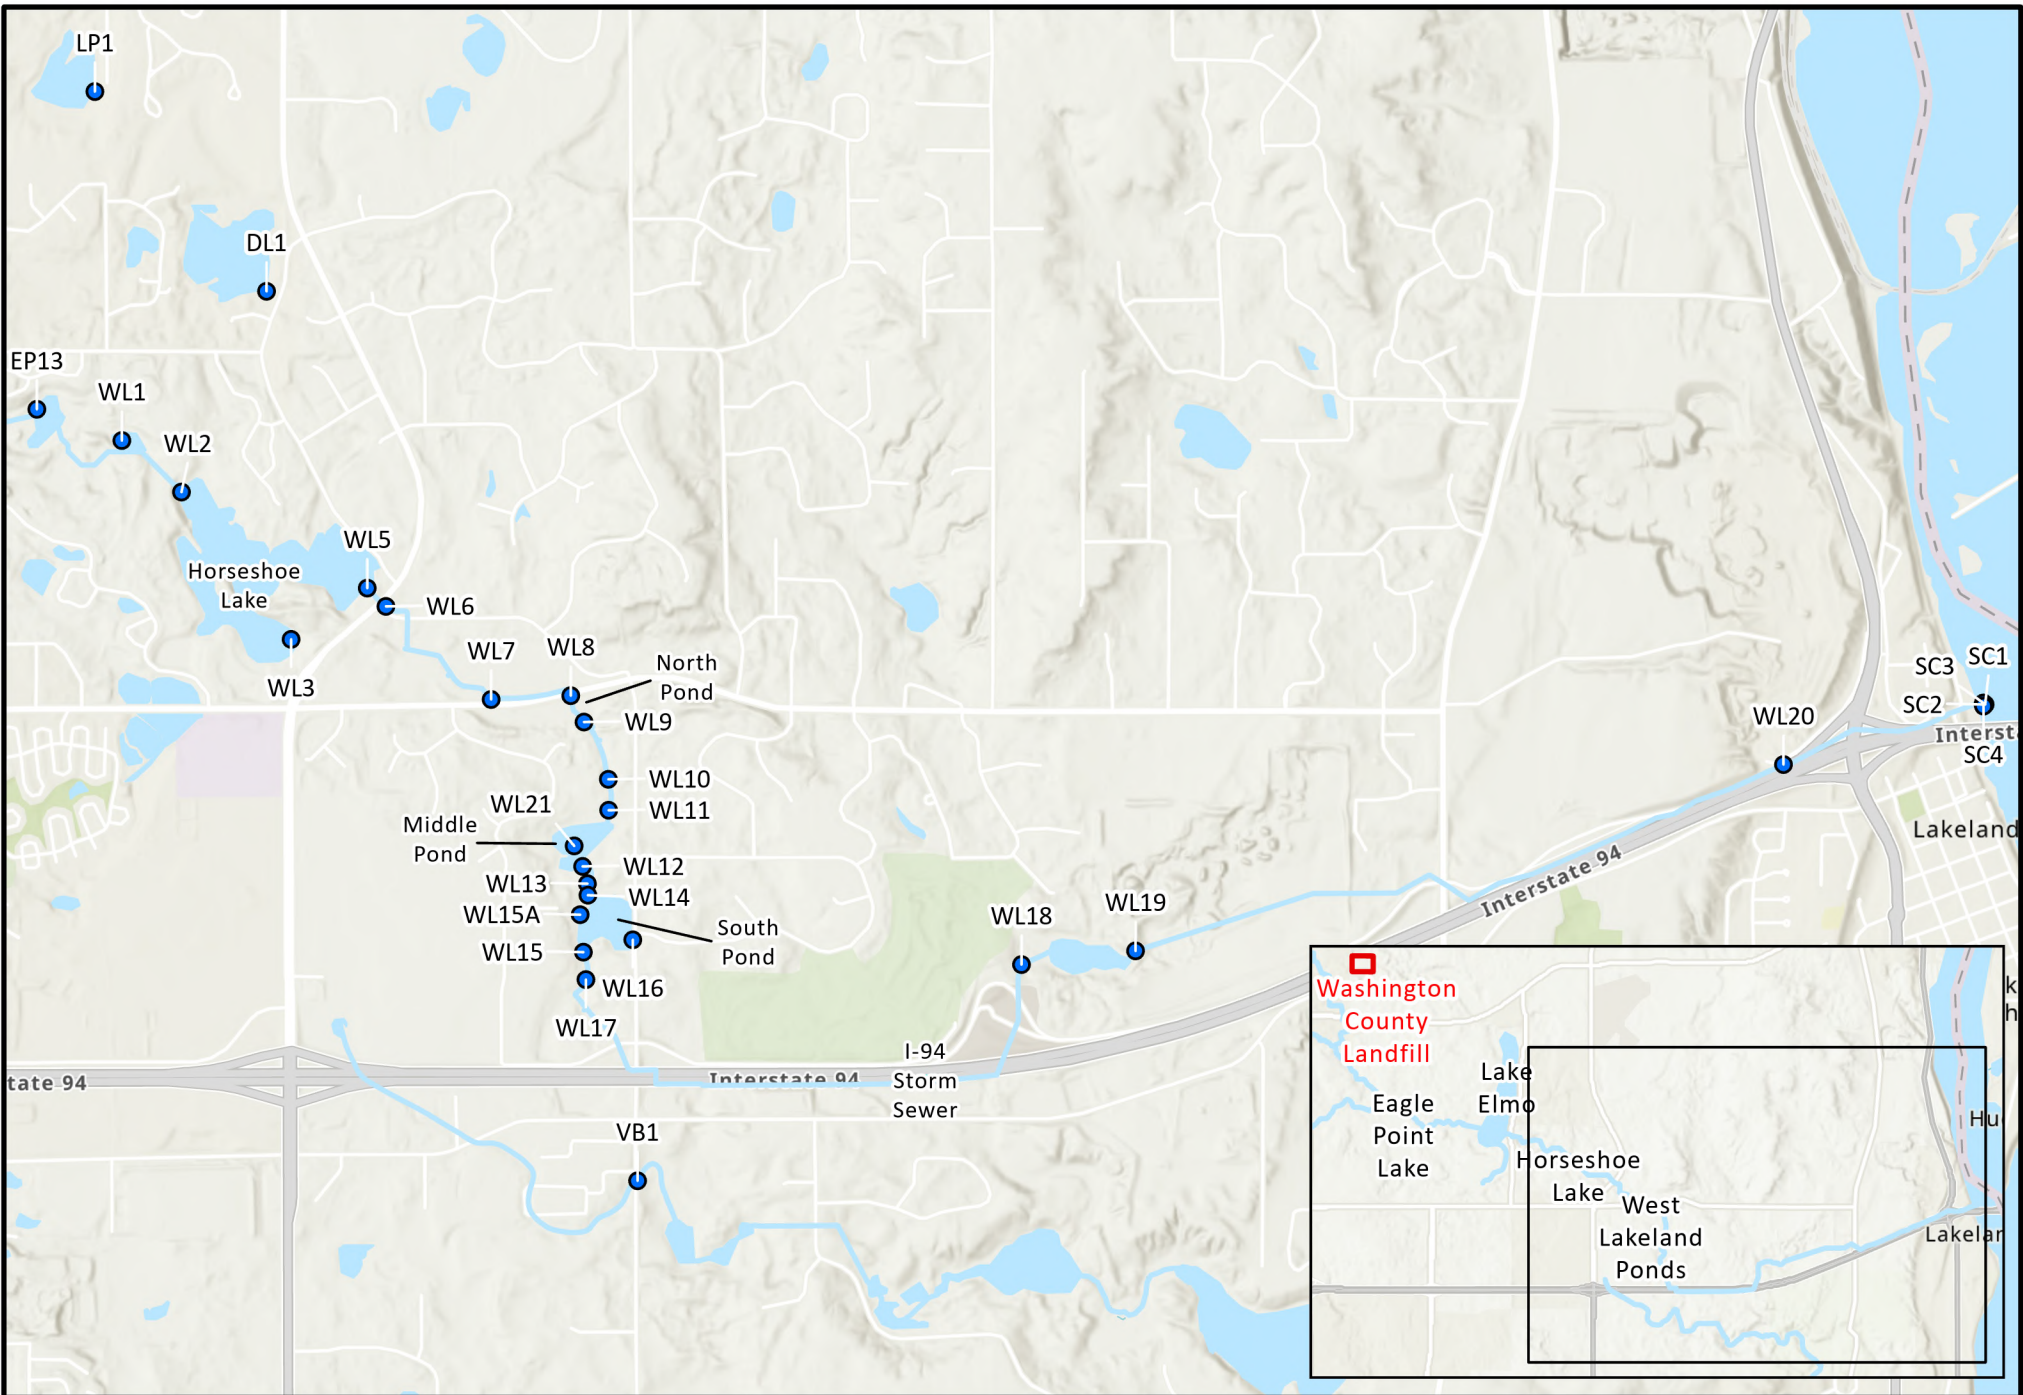 LP1
DL1
EP13
WL1
WL2
WL5
Horseshoe
Lake
WL6
WL3
WL7
WL8
North
Pond
WL9
SC1
SC3
SC2
WL20
Intersta
SC4
WL10
WL11
WL21
Middle
Pond
WL12
WL13
WL14
WL15A
South
Pond
WL15
WL16
WL17
WL18
WL19
Lakeland
Interstate 94
I-94
Storm
Sewer
tate 94
Interstate 94
VB1
Washington
County
Landfill
Lake
Elmo
Eagle
Point
Lake
Horseshoe
Lake
West
Lakeland
Ponds
Hu
Lakelar
k
h